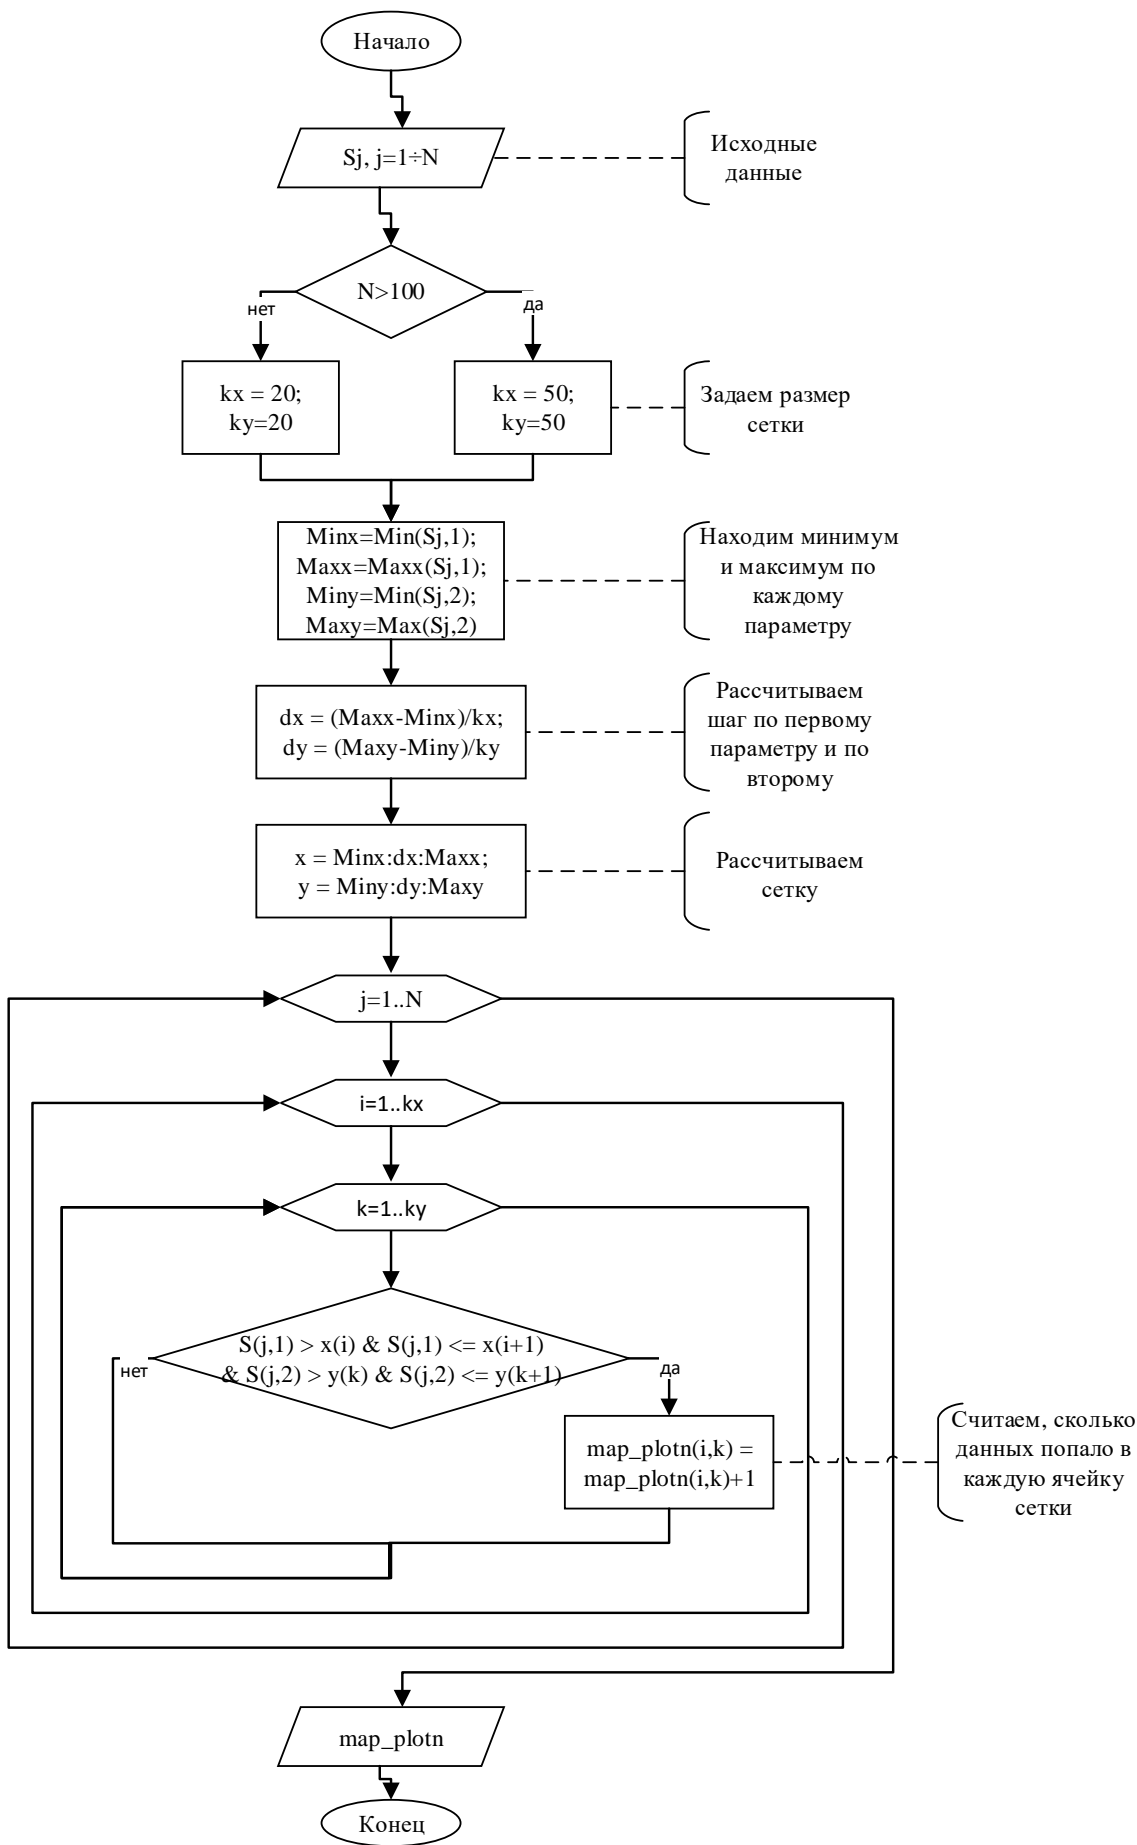 Начало
Sj, j=1÷N
Исходные
данные
N>100
нет
да
kx = 20;
ky=20
kx = 50;
ky=50
Задаем размер
сетки
Minx=Min(Sj,1);
Maxx=Maxx(Sj,1);
Miny=Min(Sj,2);
Maxy=Max(Sj,2)
Находим минимум
и максимум по
каждому
параметру
dx = (Maxx-Minx)/kx;
dy = (Maxy-Miny)/ky
Рассчитываем
шаг по первому
параметру и по
второму
x = Minx:dx:Maxx;
y = Miny:dy:Maxy
Рассчитываем
сетку
j=1..N
i=1..kx
k=1..ky
S(j,1) > x(i) & S(j,1) <= x(i+1)
& S(j,2) > y(k) & S(j,2) <= y(k+1)
нет
да
map_plotn(i,k) =
map_plotn(i,k)+1
Считаем, сколько
данных попало в
каждую ячейку
сетки
map_plotn
Конец